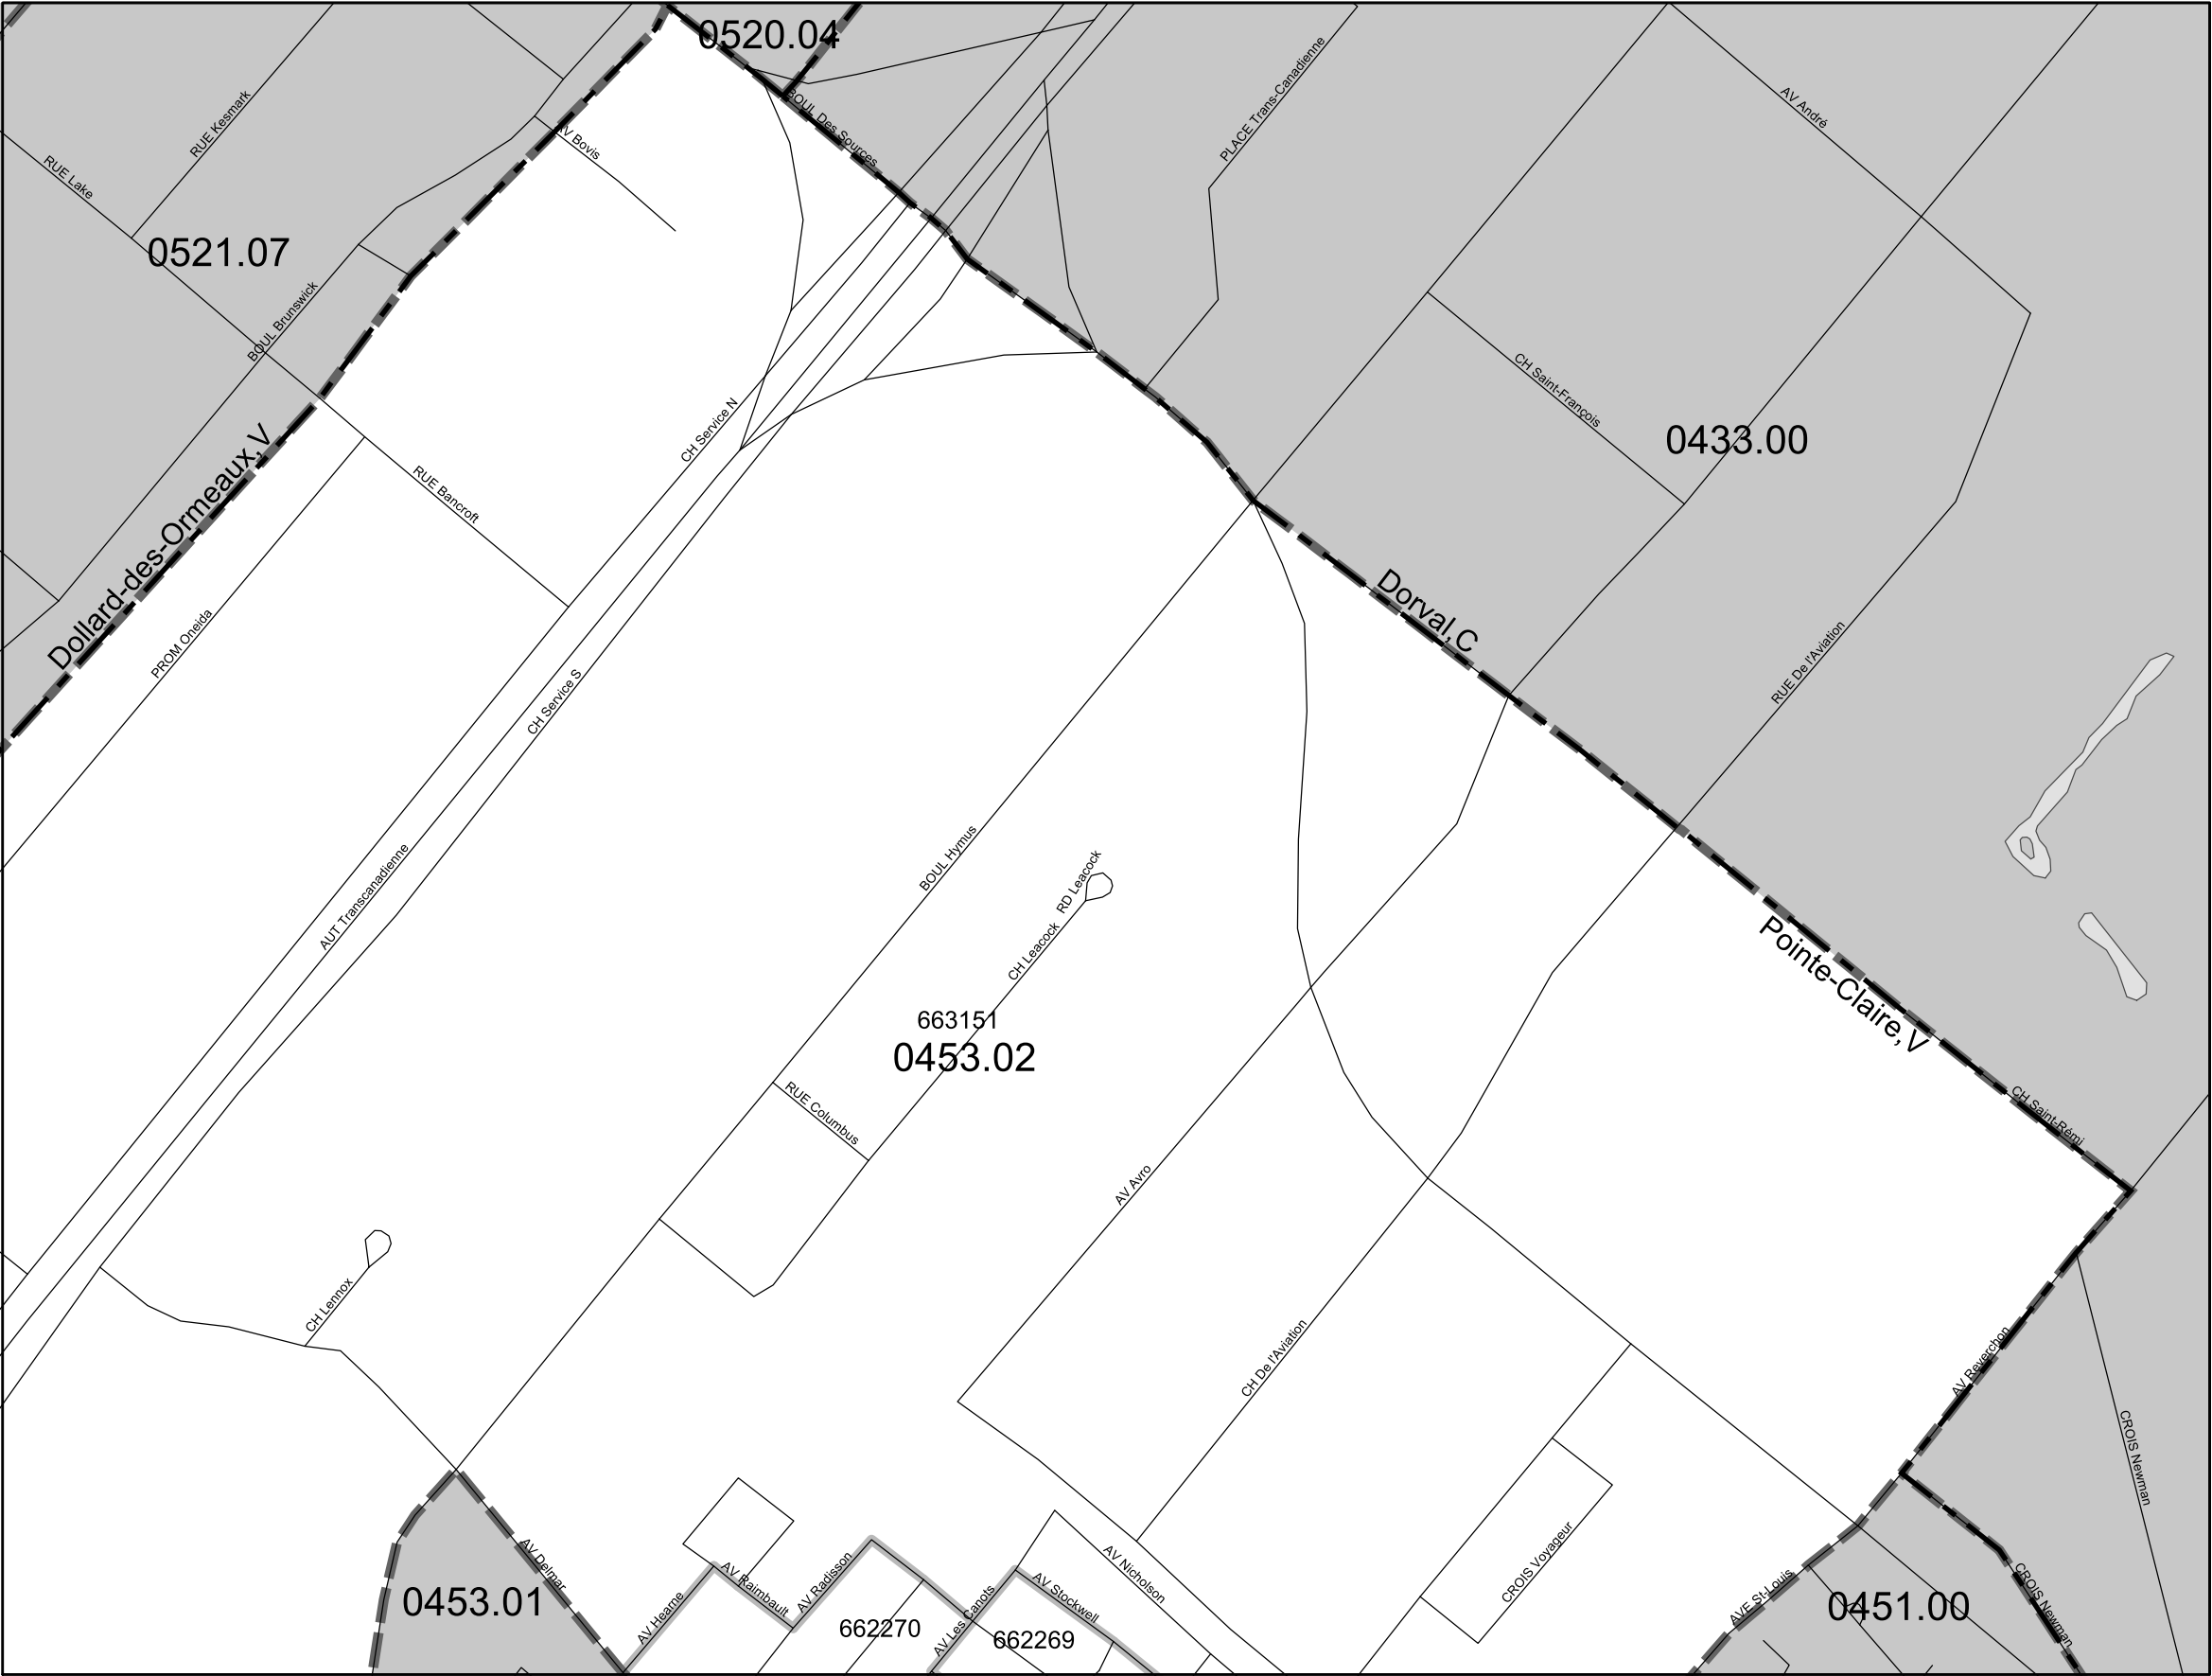 0520.04
BOUL Des Sources
PLACE Trans-Canadienne
AV André
RUE Kesmark
RUE Lake
AV Bovis
0521.07
BOUL Brunswick
CH Service N
CH Saint-François
0433.00
Dollard-des-Ormeaux,V
RUE Bancroft
PROM Oneida
CH Service S
Dorval,C
RUE De l'Aviation
AUT Transcanadienne
BOUL Hymus
RD Leacock
CH Leacock
Pointe-Claire,V
663151
0453.02
RUE Columbus
CH Saint-Rémi
AV Avro
CH Lennox
CH De l'Aviation
AV Reverchon
CROIS Newman
AV Delmar
0453.01
AV Hearne
AV Raimbault
AV Radisson
662270
AV Les Canots
AV Stockwell
662269
AV Nicholson
CROIS Voyageur
AVE St-Louis
0451.00
CROIS Newman